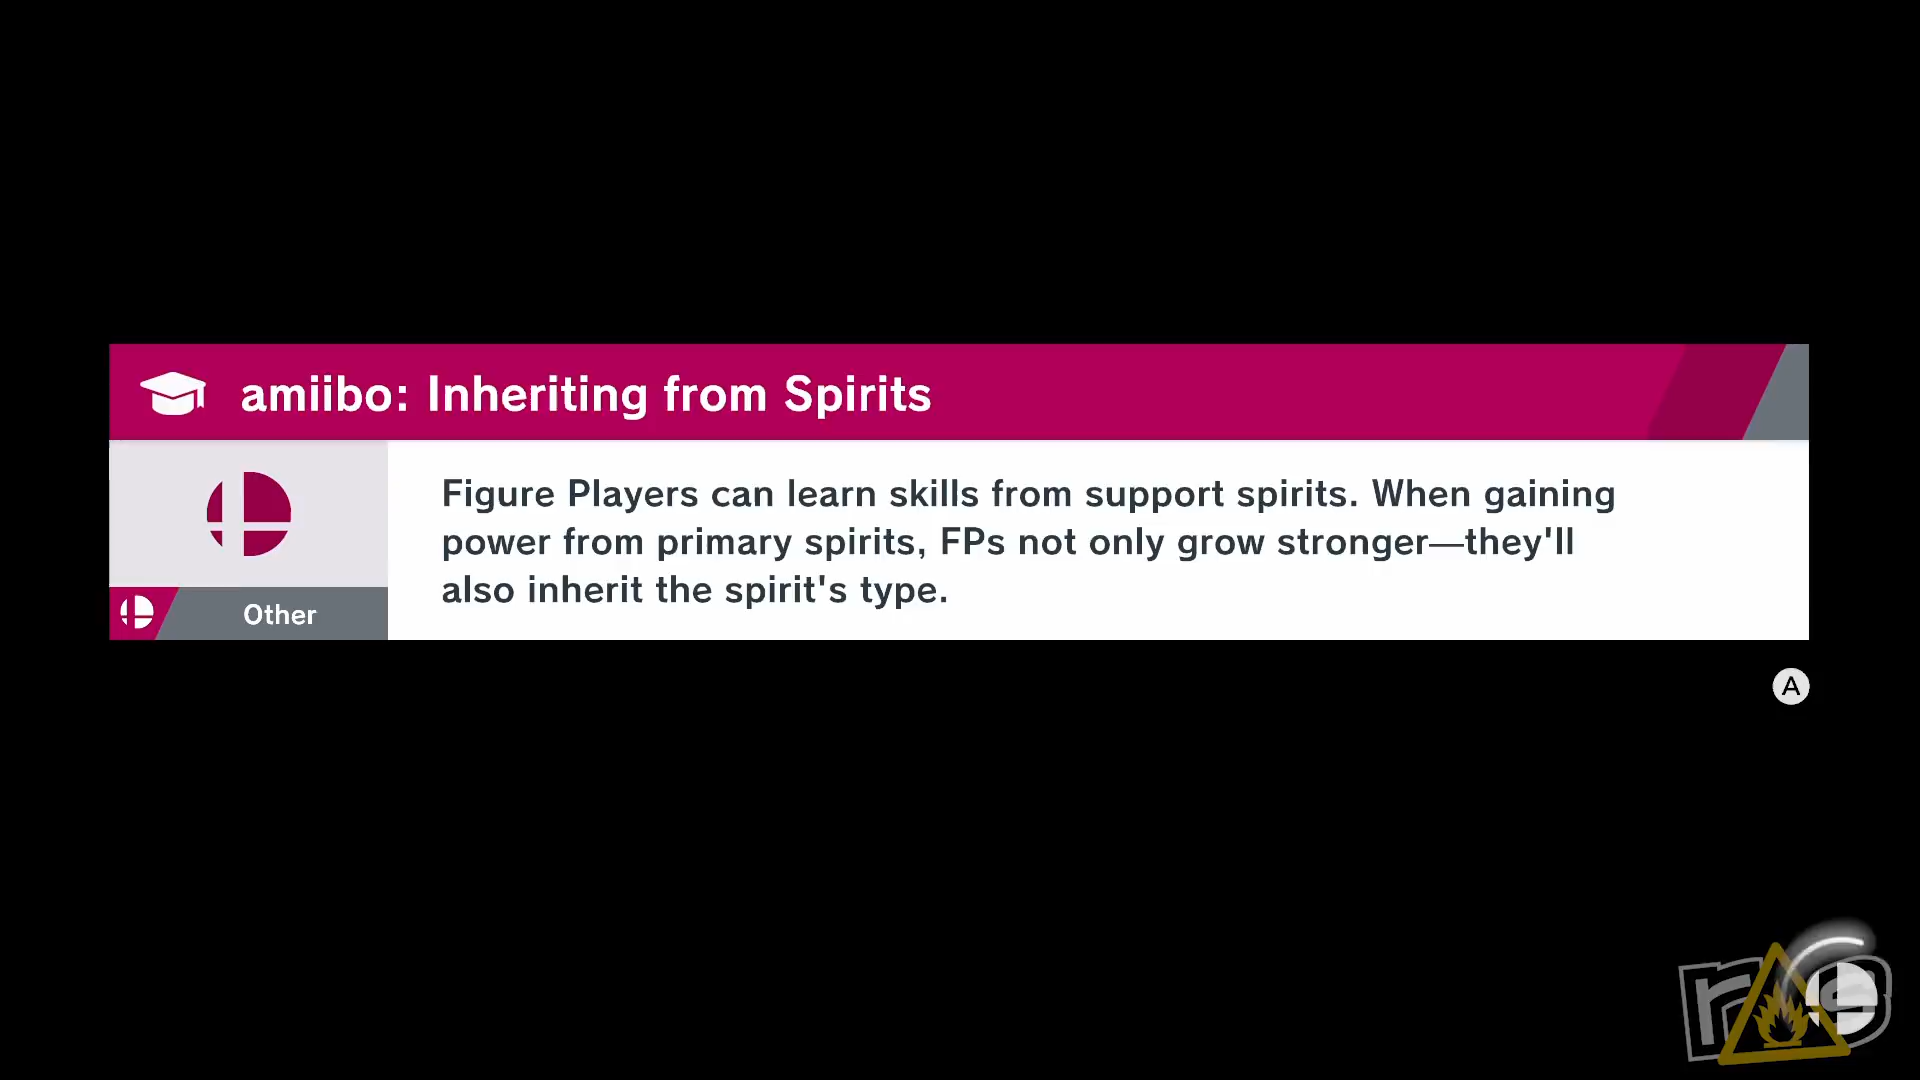 amiibo: Inheriting from Spirits
Figure Players can learn skills from support spirits. When gaining
power from primary spirits, FPs not only grow stronger—they'll
also inherit the spirit's type.
Other
A